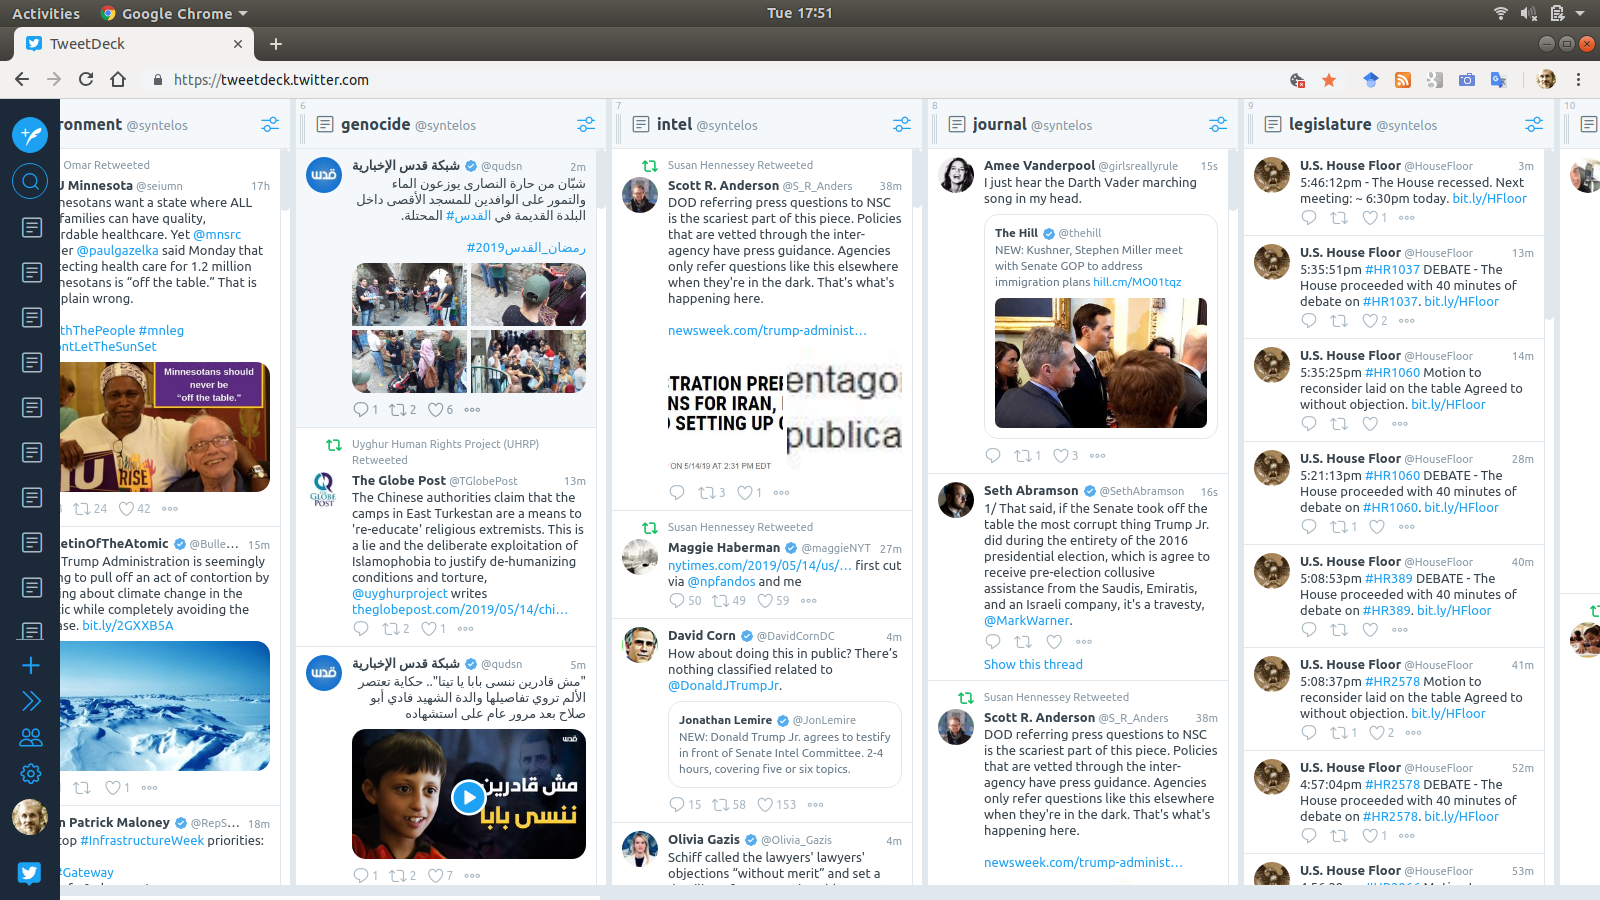 Activities
Google Chrome
Tue 17:51
TweetDeck
https://tweetdeck.twitter.com
ronment @syntelos
Omar Retweeted
J Minnesota @seiumn 17h
nesotans want a state where ALL
families can have quality,
rdable healthcare. Yet @mnsrc
er @paulgazelka said Monday that
tecting health care for 1.2 million
nesotans is “off the table.” That is
plain wrong.
thThePeople #mnleg
ontLetTheSunSet
Minnesotans should
never be
“off the table.”
RISE
24 42
etinOfTheAtomic @Bulle... 15m
Trump Administration is seemingly
ng to pull off an act of contortion by
ing about climate change in the
tic while completely avoiding the
ase. bit.ly/2GXXB5A
1
n Patrick Maloney @RepS... 18m
top #InfrastructureWeek priorities:
#Gateway
6
genocide @syntelos
شبكة قدس الإخبارية @qudsn 2m
شبّان من حارة النصارى يوزعون الماء
والتمور على الوافدين للمسجد الأقصى داخل
البلدة القديمة في #القدس المحتلة.
#رمضان_القدس2019
1 2 6
Uyghur Human Rights Project (UHRP)
Retweeted
The Globe Post @TGlobePost 13m
The Chinese authorities claim that the
camps in East Turkestan are a means to
're-educate' religious extremists. This is
a lie and the deliberate exploitation of
Islamophobia to justify de-humanizing
conditions and torture,
@uyghurproject writes
theglobepost.com/2019/05/14/chi...
2 1
شبكة قدس الإخبارية @qudsn 5m
"مش قادرين ننسى بابا يا تيتا".. حكاية تعتصر
الألم تروي تفاصيلها والدة الشهيد فادي أبو
صلاح بعد مرور عام على استشهاده
قدس
مش قادرين
ننسى بابا
1 2 7
7
intel @syntelos
Susan Hennessey Retweeted
Scott R. Anderson @S_R_Anders 38m
DOD referring press questions to NSC
is the scariest part of this piece. Policies
that are vetted through the inter-
agency have press guidance. Agencies
only refer questions like this elsewhere
when they're in the dark. That's what's
happening here.
newsweek.com/trump-administ...
TRATION PREI
NS FOR IRAN, I
SETTING UP
ON 5/14/19 AT 2:31 PM EDT
entago
publica
3 1
Susan Hennessey Retweeted
Maggie Haberman @maggieNYT 27m
nytimes.com/2019/05/14/us/... first cut
via @npfandos and me
50 49 59
David Corn @DavidCornDC 4m
How about doing this in public? There’s
nothing classified related to
@DonaldJTrumpJr.
Jonathan Lemire @JonLemire
NEW: Donald Trump Jr. agrees to testify
in front of Senate Intel Committee. 2-4
hours, covering five or six topics.
15 58 153
Olivia Gazis @Olivia_Gazis 4m
Schiff called the lawyers' lawyers'
objections “without merit” and set a
8
journal @syntelos
Amee Vanderpool @girlsreallyrule 15s
I just hear the Darth Vader marching
song in my head.
The Hill @thehill
NEW: Kushner, Stephen Miller meet
with Senate GOP to address
immigration plans hill.cm/MO01tqz
1 3
Seth Abramson @SethAbramson 16s
1/ That said, if the Senate took off the
table the most corrupt thing Trump Jr.
did during the entirety of the 2016
presidential election, which is agree to
receive pre-election collusive
assistance from the Saudis, Emiratis,
and an Israeli company, it's a travesty,
@MarkWarner.
Show this thread
Susan Hennessey Retweeted
Scott R. Anderson @S_R_Anders 38m
DOD referring press questions to NSC
is the scariest part of this piece. Policies
that are vetted through the inter-
agency have press guidance. Agencies
only refer questions like this elsewhere
when they're in the dark. That's what's
happening here.
newsweek.com/trump-administ...
9
legislature @syntelos
U.S. House Floor @HouseFloor 3m
5:46:12pm - The House recessed. Next
meeting: ~ 6:30pm today. bit.ly/HFloor
1
U.S. House Floor @HouseFloor 13m
5:35:51pm #HR1037 DEBATE - The
House proceeded with 40 minutes of
debate on #HR1037. bit.ly/HFloor
2
U.S. House Floor @HouseFloor 14m
5:35:25pm #HR1060 Motion to
reconsider laid on the table Agreed to
without objection. bit.ly/HFloor
U.S. House Floor @HouseFloor 28m
5:21:13pm #HR1060 DEBATE - The
House proceeded with 40 minutes of
debate on #HR1060. bit.ly/HFloor
1
U.S. House Floor @HouseFloor 40m
5:08:53pm #HR389 DEBATE - The
House proceeded with 40 minutes of
debate on #HR389. bit.ly/HFloor
U.S. House Floor @HouseFloor 41m
5:08:37pm #HR2578 Motion to
reconsider laid on the table Agreed to
without objection. bit.ly/HFloor
1 2
U.S. House Floor @HouseFloor 52m
4:57:04pm #HR2578 DEBATE - The
House proceeded with 40 minutes of
debate on #HR2578. bit.ly/HFloor
1
U.S. House Floor @HouseFloor 53m
10